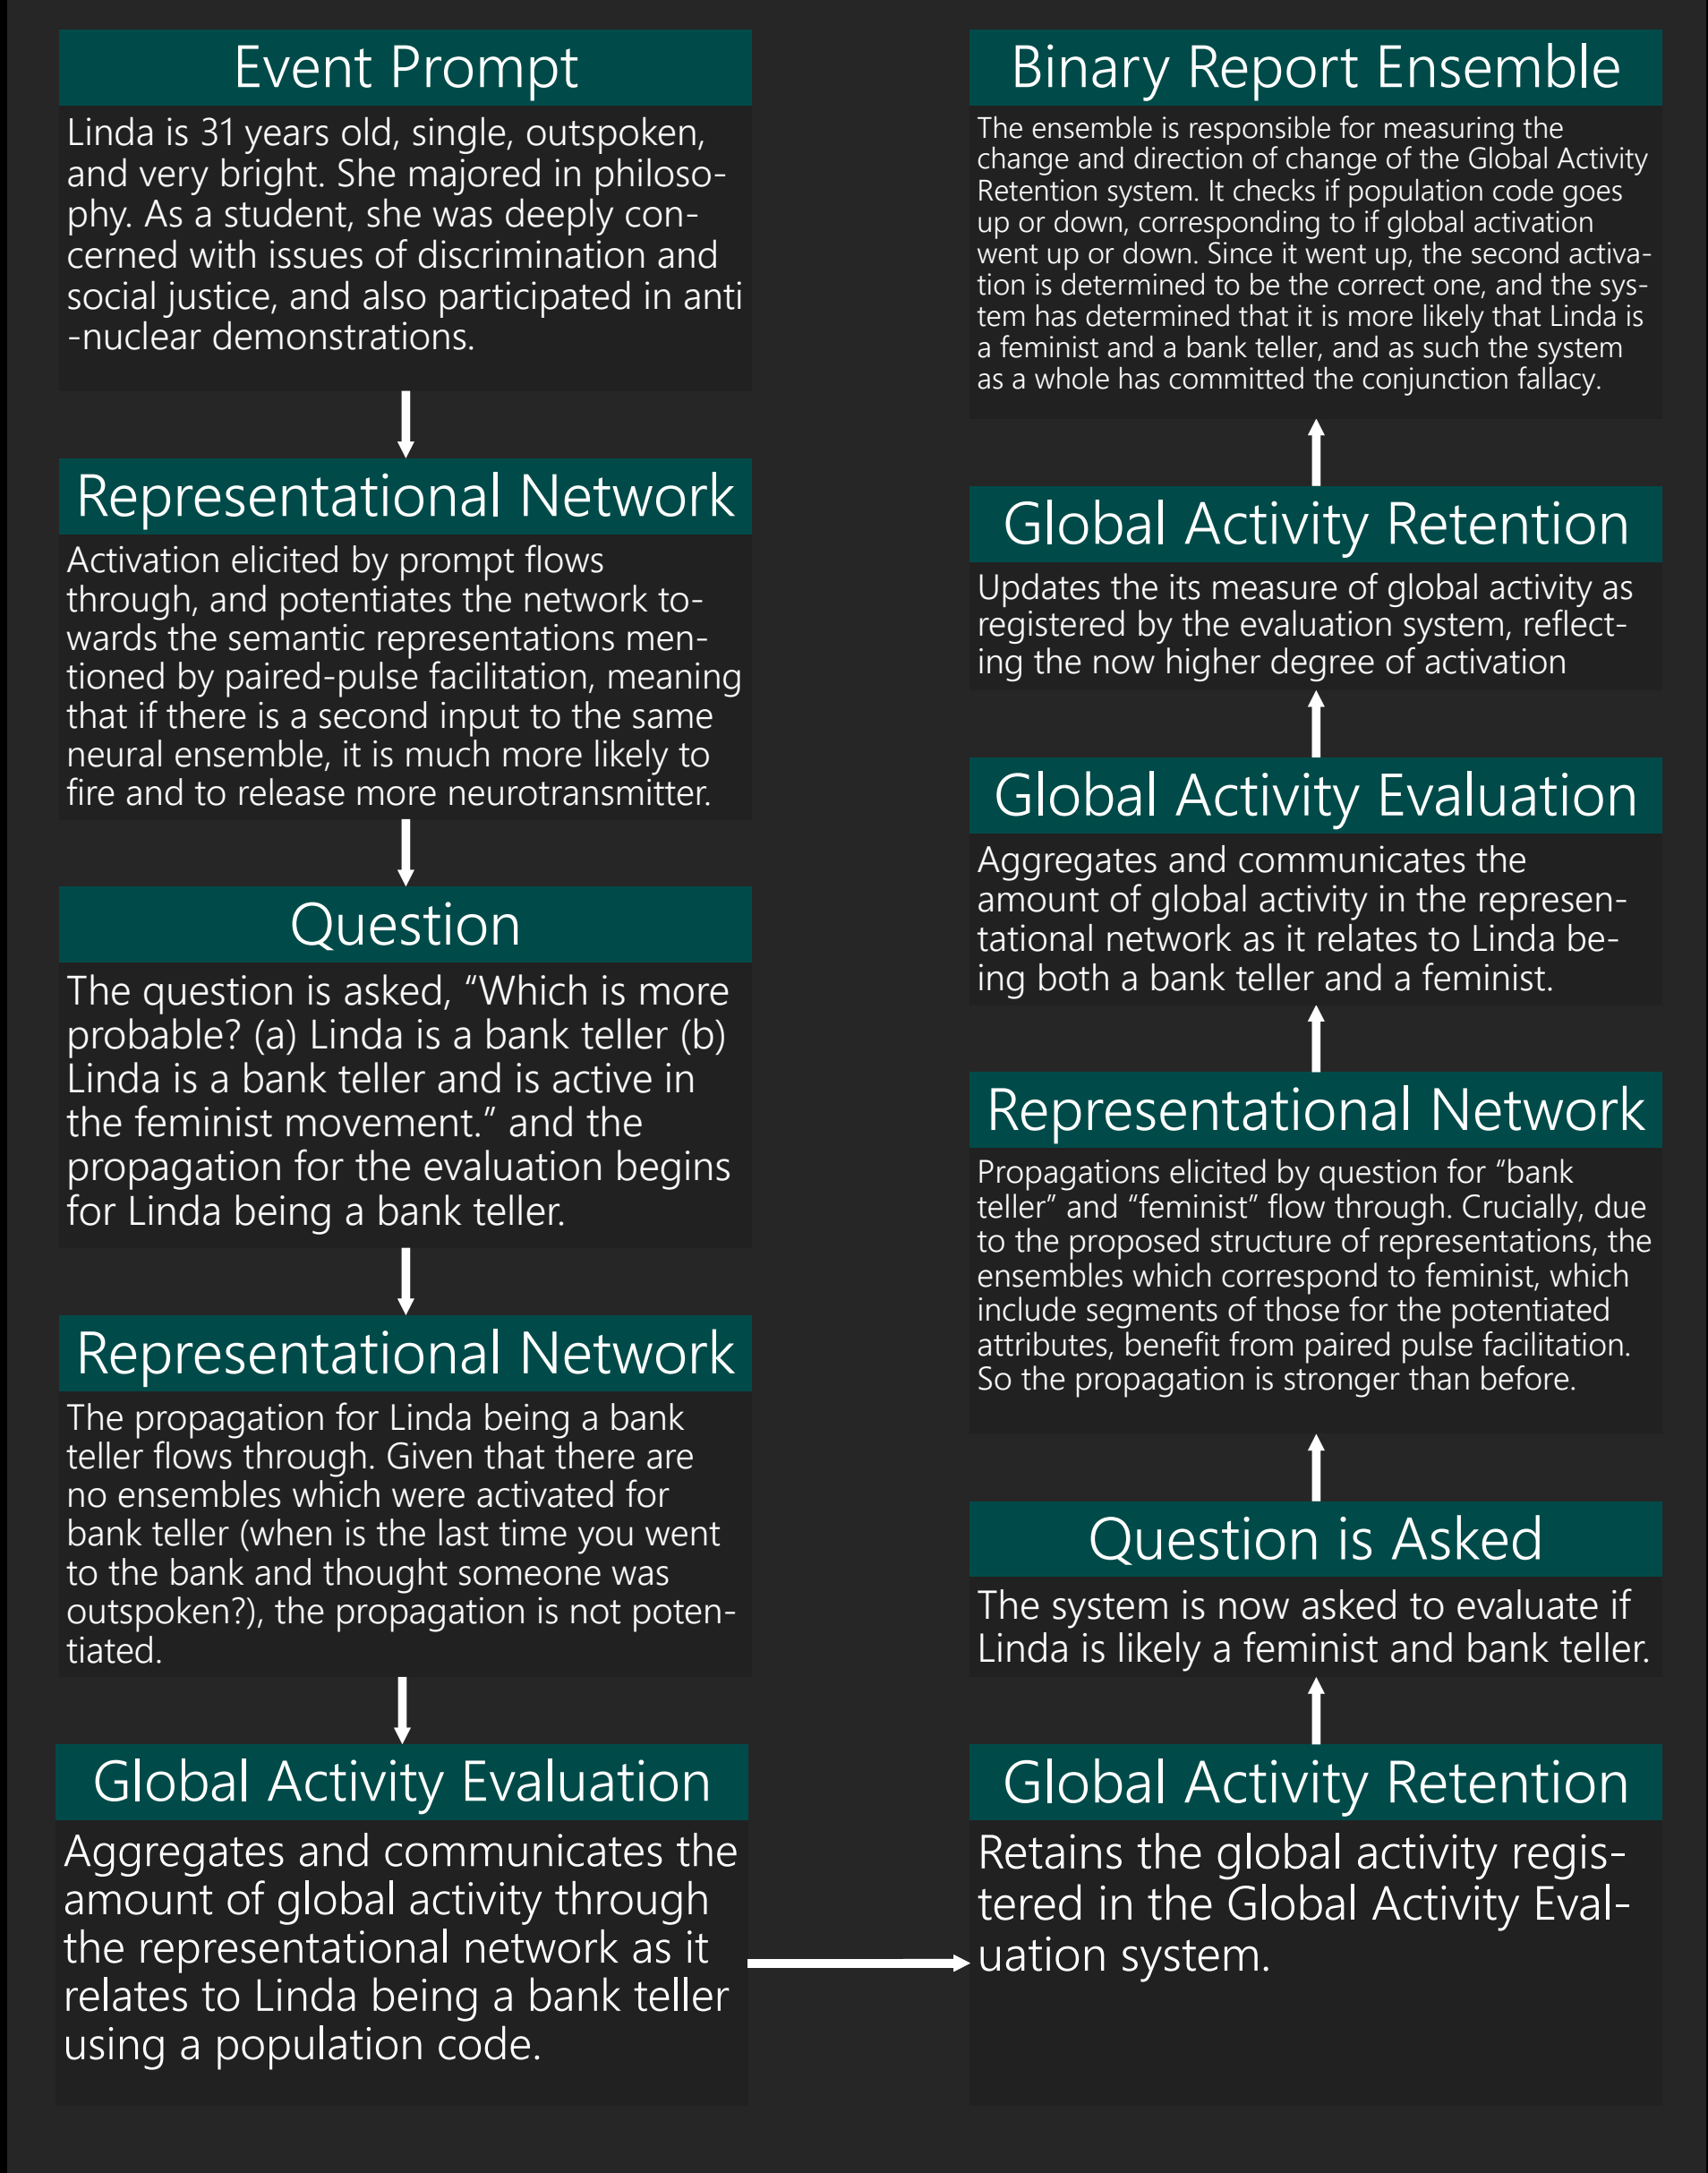 Event Prompt
Linda is 31 years old, single, outspoken,
and very bright. She majored in philoso-
phy. As a student, she was deeply con-
cerned with issues of discrimination and
social justice, and also participated in anti
-nuclear demonstrations.
Representational Network
Activation elicited by prompt flows
through, and potentiates the network to-
wards the semantic representations men-
tioned by paired-pulse facilitation, meaning
that if there is a second input to the same
neural ensemble, it is much more likely to
fire and to release more neurotransmitter.
Question
The question is asked, “Which is more
probable? (a) Linda is a bank teller (b)
Linda is a bank teller and is active in
the feminist movement.” and the
propagation for the evaluation begins
for Linda being a bank teller.
Representational Network
The propagation for Linda being a bank
teller flows through. Given that there are
no ensembles which were activated for
bank teller (when is the last time you went
to the bank and thought someone was
outspoken?), the propagation is not poten-
tiated.
Global Activity Evaluation
Aggregates and communicates the
amount of global activity through
the representational network as it
relates to Linda being a bank teller
using a population code.
Global Activity Retention
Retains the global activity regis-
tered in the Global Activity Eval-
uation system.
Question is Asked
The system is now asked to evaluate if
Linda is likely a feminist and bank teller.
Representational Network
Propagations elicited by question for “bank
teller” and “feminist” flow through. Crucially, due
to the proposed structure of representations, the
ensembles which correspond to feminist, which
include segments of those for the potentiated
attributes, benefit from paired pulse facilitation.
So the propagation is stronger than before.
Global Activity Evaluation
Aggregates and communicates the
amount of global activity in the represen-
tational network as it relates to Linda be-
ing both a bank teller and a feminist.
Global Activity Retention
Updates the its measure of global activity as
registered by the evaluation system, reflect-
ing the now higher degree of activation
Binary Report Ensemble
The ensemble is responsible for measuring the
change and direction of change of the Global Activity
Retention system. It checks if population code goes
up or down, corresponding to if global activation
went up or down. Since it went up, the second activa-
tion is determined to be the correct one, and the sys-
tem has determined that it is more likely that Linda is
a feminist and a bank teller, and as such the system
as a whole has committed the conjunction fallacy.